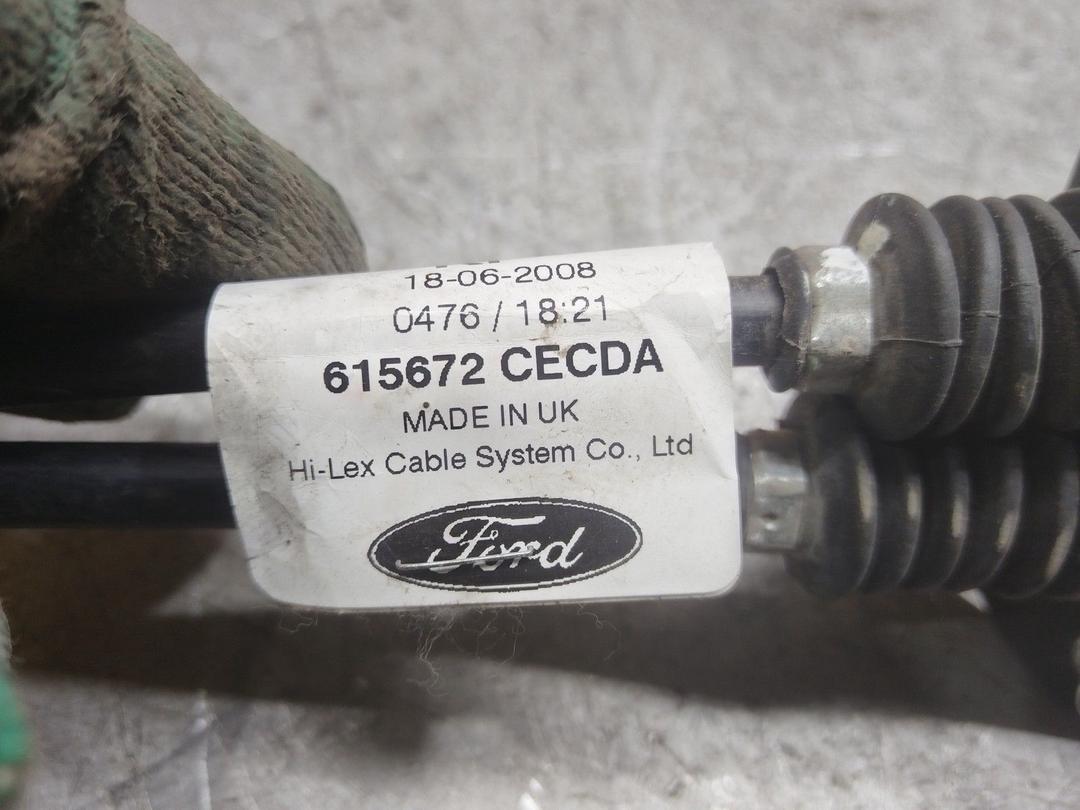 18-06-2008
0476 / 18:21
615672 CECDA
MADE IN UK
Hi-Lex Cable System Co., Ltd
Ford